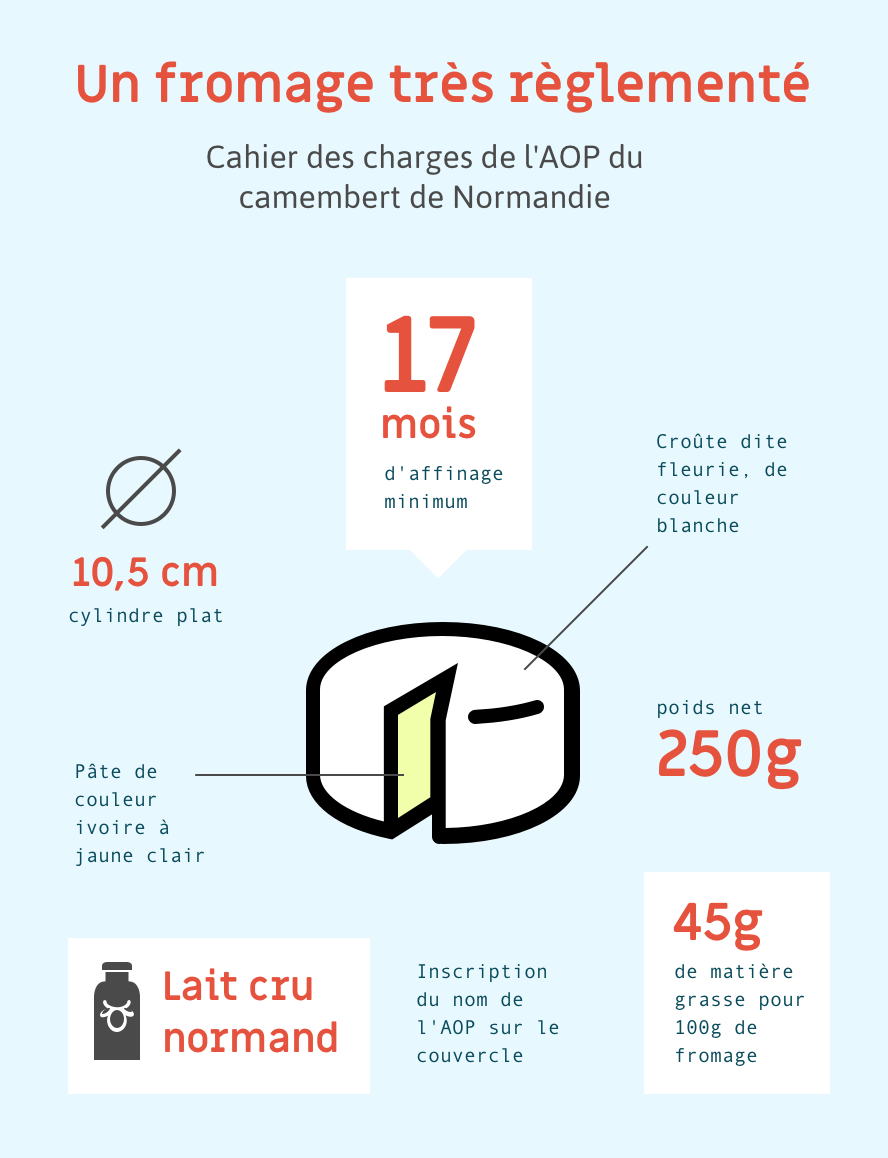 Un fromage très règlementé
Cahier des charges de l'AOP du
camembert de Normandie
17
mois
d'affinage
minimum
Croûte dite
fleurie, de
couleur
blanche
10,5 cm
cylindre plat
poids net
250g
Pâte de
couleur
ivoire à
jaune clair
45g
de matière
grasse pour
100g de
fromage
Lait cru
normand
Inscription
du nom de
l'AOP sur le
couvercle